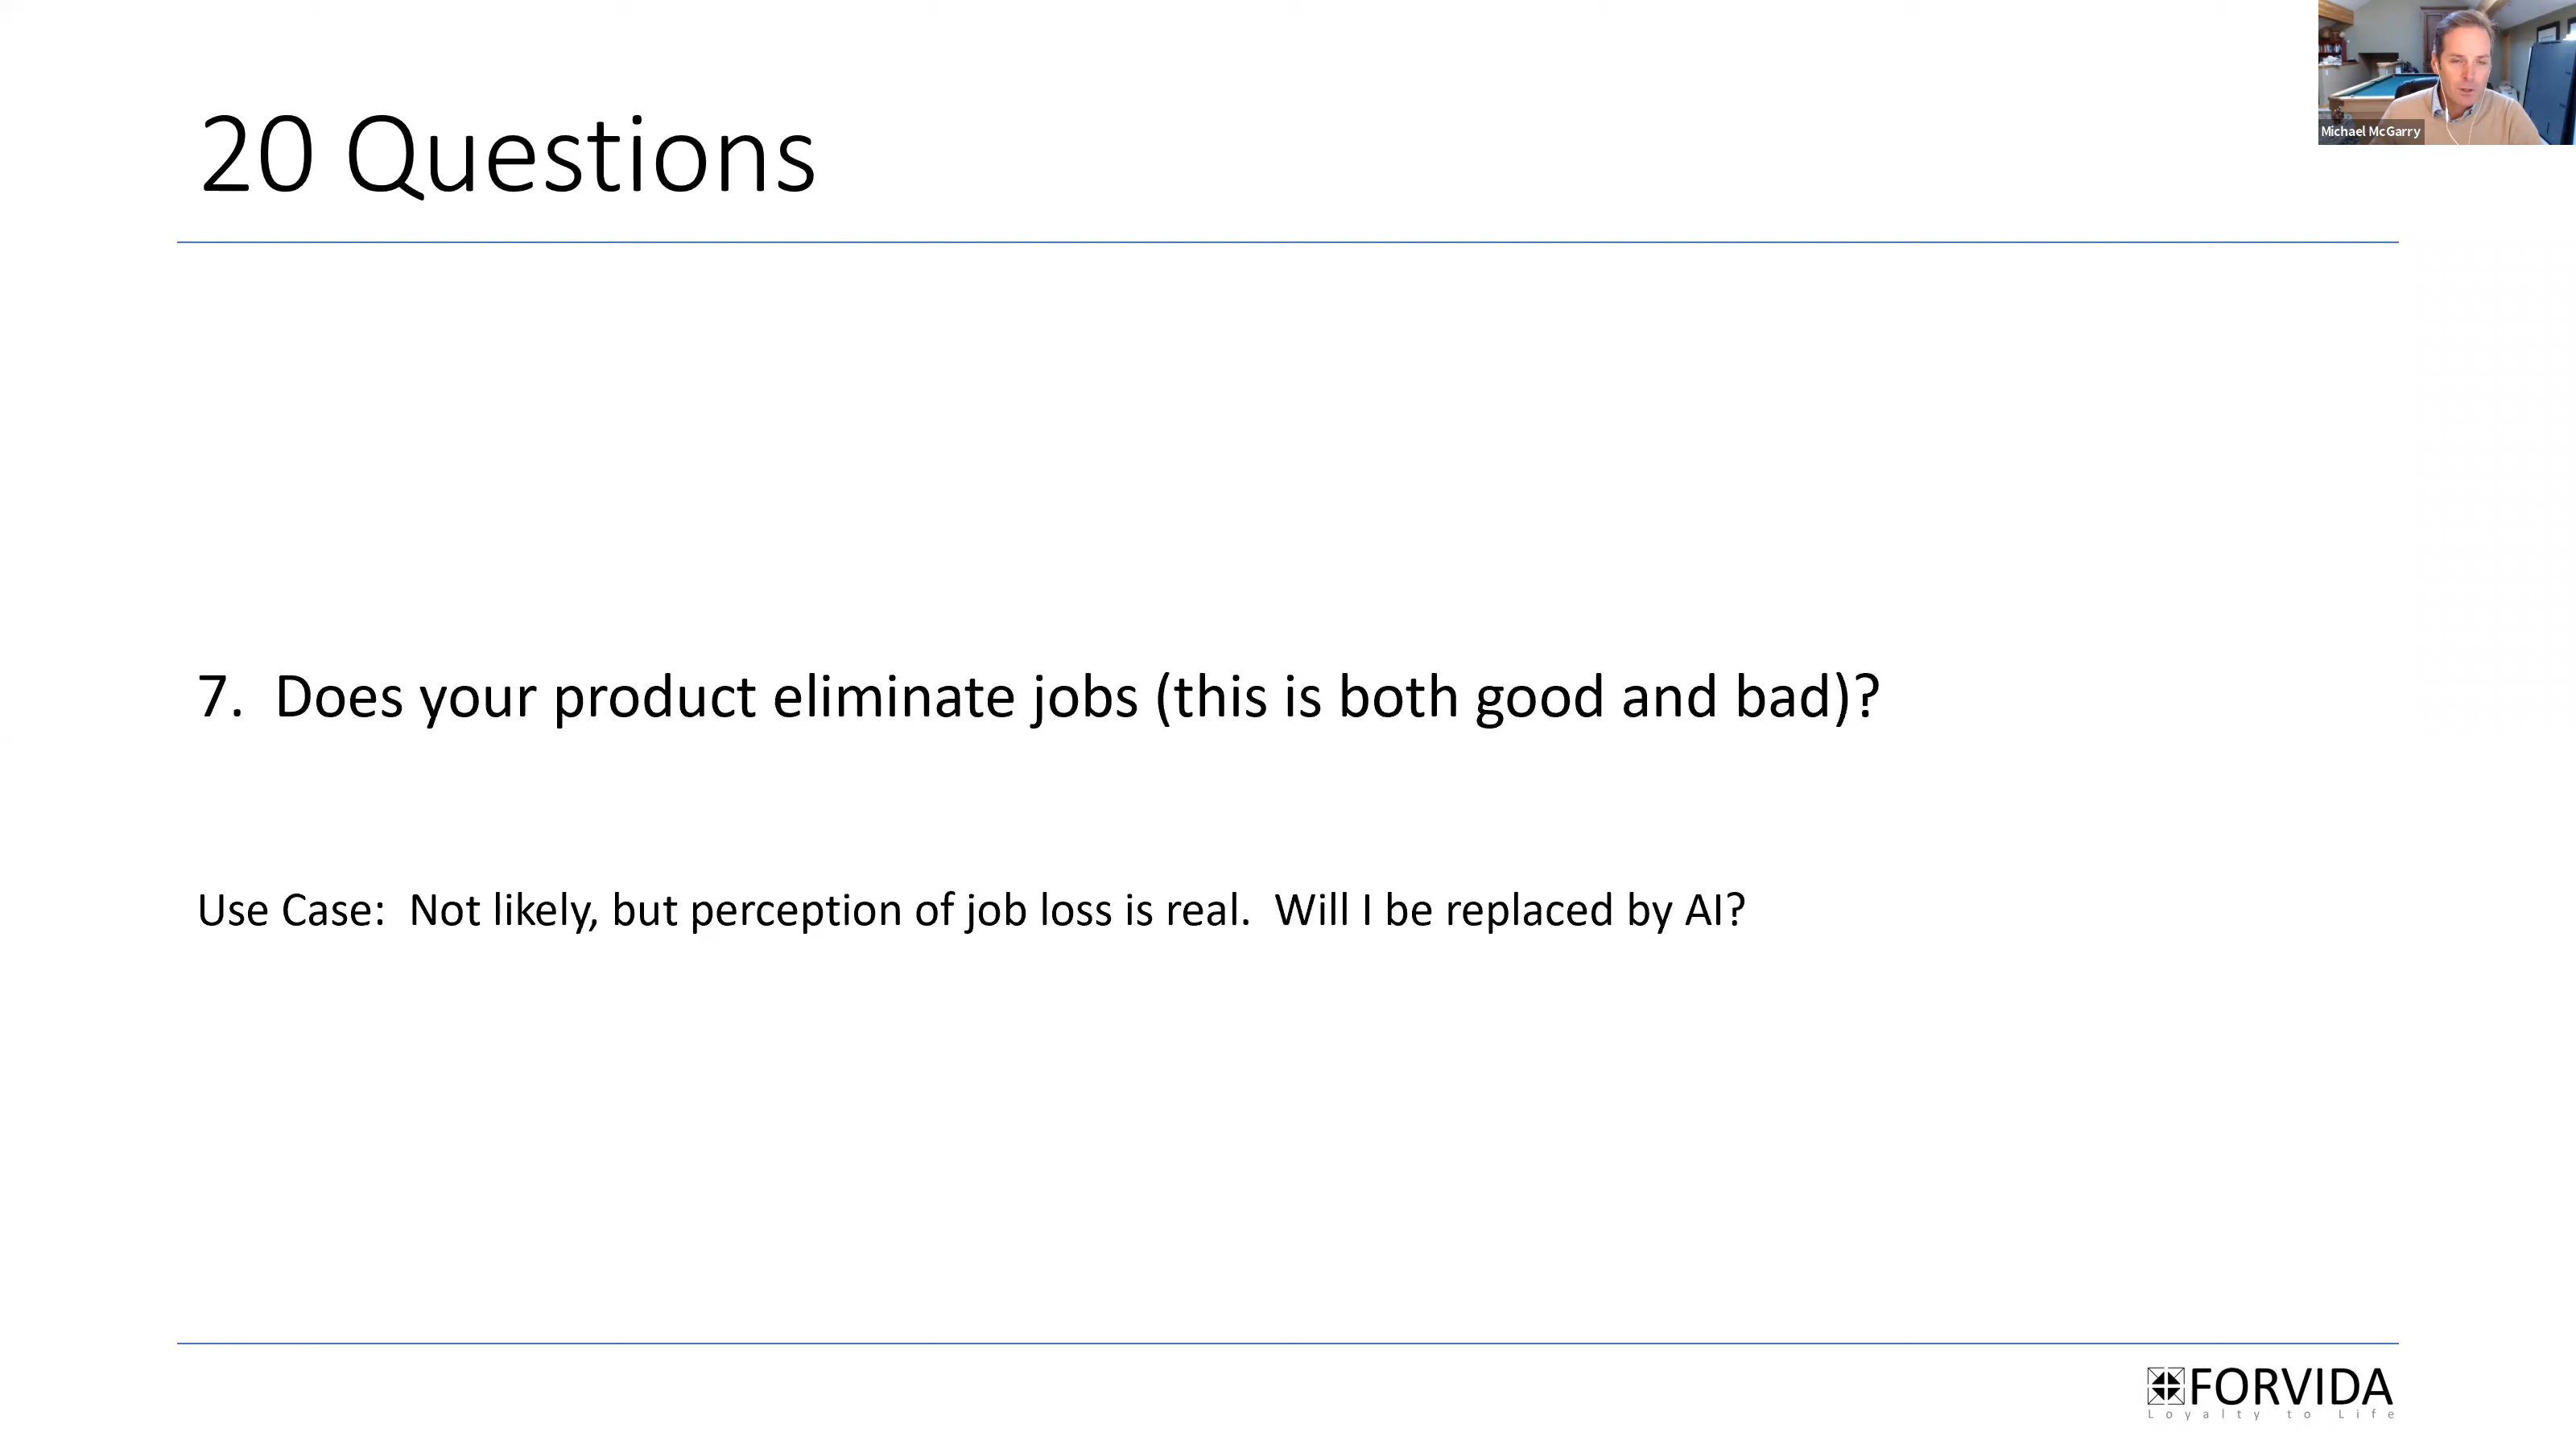 20 Questions
Michael McGarry
7. Does your product eliminate jobs (this is both good and bad)?
Use Case: Not likely, but perception of job loss is real. Will I be replaced by AI?
FORVIDA
Loyalty to Life